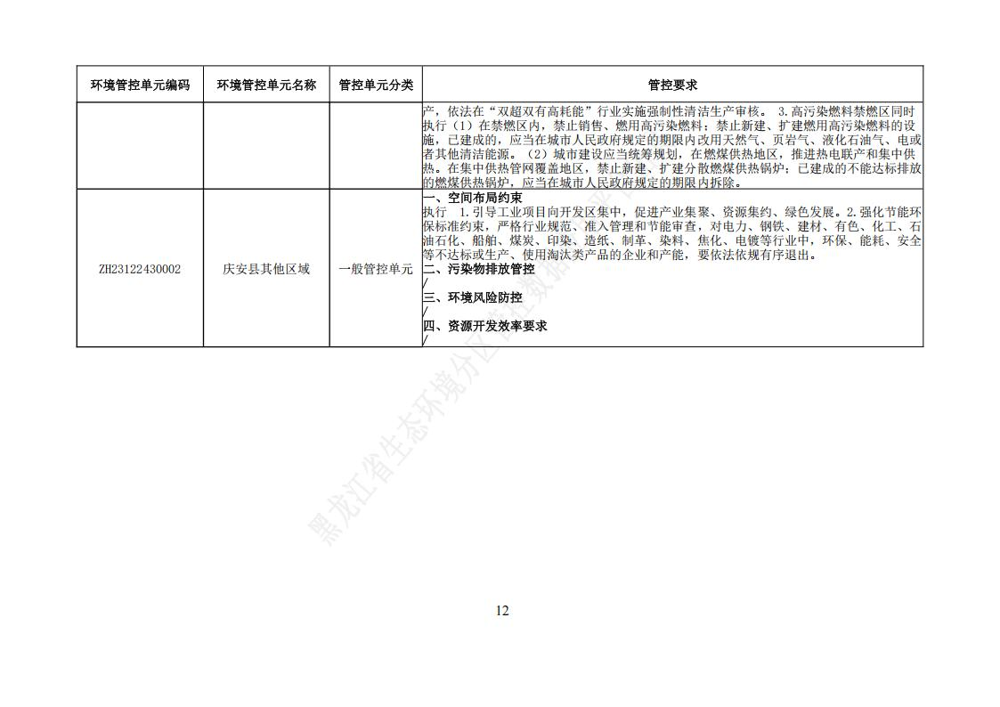 环境管控单元编码 环境管控单元名称 管控单元分类 管控要求
产，依法在“双超双有高耗能”行业实施强制性清洁生产审核。 3.高污染燃料禁燃区同时
执行（1）在禁燃区内，禁止销售、燃用高污染燃料；禁止新建、扩建燃用高污染燃料的设
施，已建成的，应当在城市人民政府规定的期限内改用天然气、页岩气、液化石油气、电或
者其他清洁能源。（2）城市建设应当统筹规划，在燃煤供热地区，推进热电联产和集中供
热。在集中供热管网覆盖地区，禁止新建、扩建分散燃煤供热锅炉；已建成的不能达标排放
的燃煤供热锅炉，应当在城市人民政府规定的期限内拆除。
ZH23122430002 庆安县其他区域 一般管控单元
一、空间布局约束
执行 1.引导工业项目向开发区集中，促进产业集聚、资源集约、绿色发展。2.强化节能环
保标准约束，严格行业规范、准入管理和节能审查，对电力、钢铁、建材、有色、化工、石
油石化、船舶、煤炭、印染、造纸、制革、染料、焦化、电镀等行业中，环保、能耗、安全
等不达标或生产、使用淘汰类产品的企业和产能，要依法依规有序退出。
二、污染物排放管控
/
三、环境风险防控
/
四、资源开发效率要求
/
黑龙江省生态环境分区管控数据
12